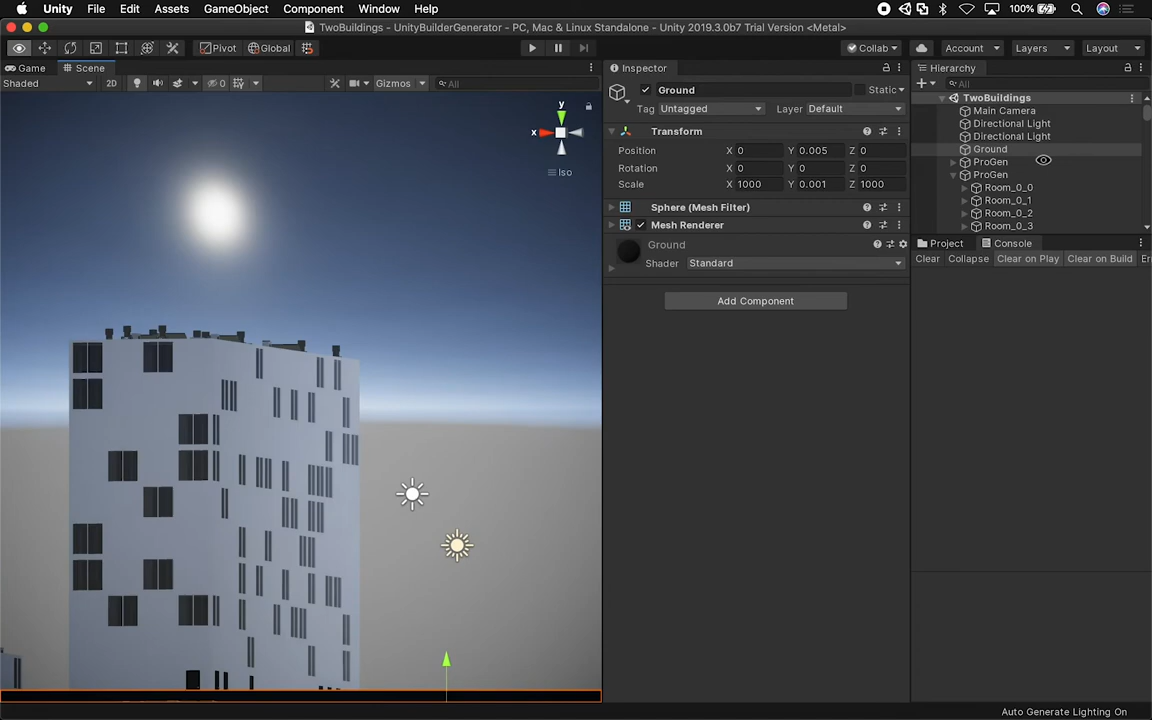 Unity File Edit Assets GameObject Component Window Help 100%
TwoBuildings - UnityBuilderGenerator - PC, Mac & Linux Standalone - Unity 2019.3.0b7 Trial Version <Metal>
Pivot Global Collab Account Layers Layout
Game Scene
Shaded 2D 0 Gizmos All
y
x
Iso
Inspector
Ground Static
Tag Untagged Layer Default
Transform
Position X 0 Y 0.005 Z 0
Rotation X 0 Y 0 Z 0
Scale X 1000 Y 0.001 Z 1000
Sphere (Mesh Filter)
Mesh Renderer
Ground
Shader Standard
Add Component
Hierarchy
All
TwoBuildings
Main Camera
Directional Light
Directional Light
Ground
ProGen
ProGen
Room_0_0
Room_0_1
Room_0_2
Room_0_3
Project Console
Clear Collapse Clear on Play Clear on Build Er
Auto Generate Lighting On